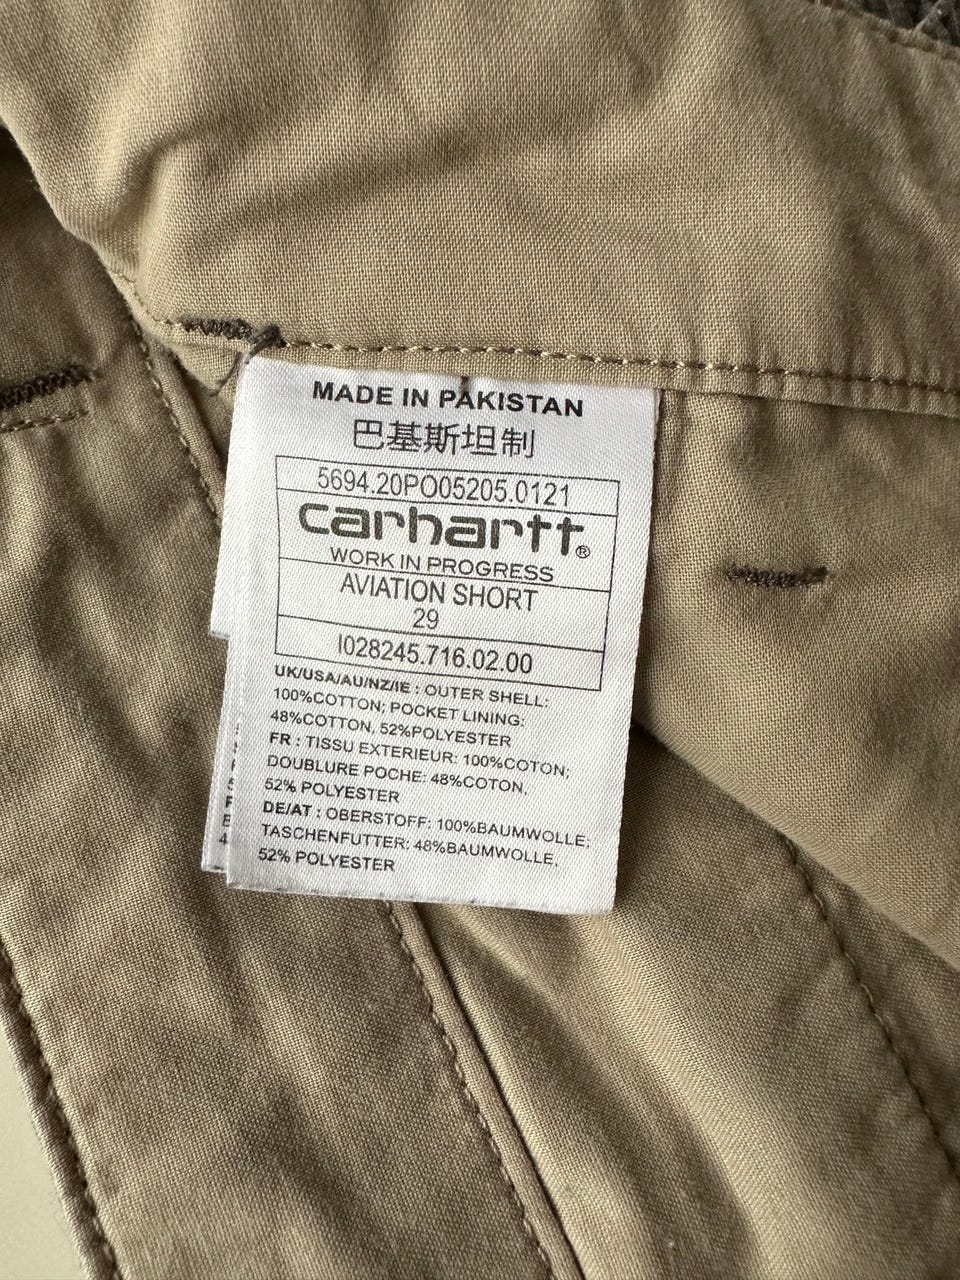 MADE IN PAKISTAN
巴基斯坦制
5694.20PO05205.0121
carhartt®
WORK IN PROGRESS
AVIATION SHORT
29
I028245.716.02.00
UK/USA/AU/NZ/IE : OUTER SHELL:
100%COTTON; POCKET LINING:
48%COTTON, 52%POLYESTER
FR : TISSU EXTERIEUR: 100%COTON;
DOUBLURE POCHE: 48%COTON,
52% POLYESTER
DE/AT : OBERSTOFF: 100%BAUMWOLLE;
TASCHENFUTTER: 48%BAUMWOLLE,
52% POLYESTER